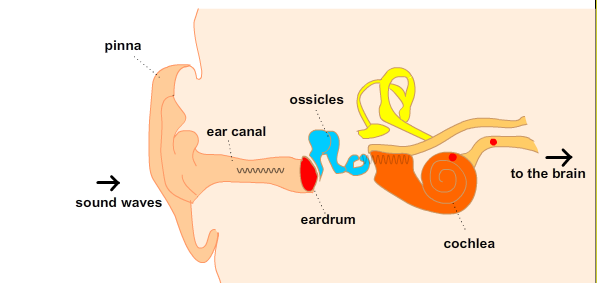 pinna
ossicles
ear canal
to the brain
sound waves
eardrum
cochlea